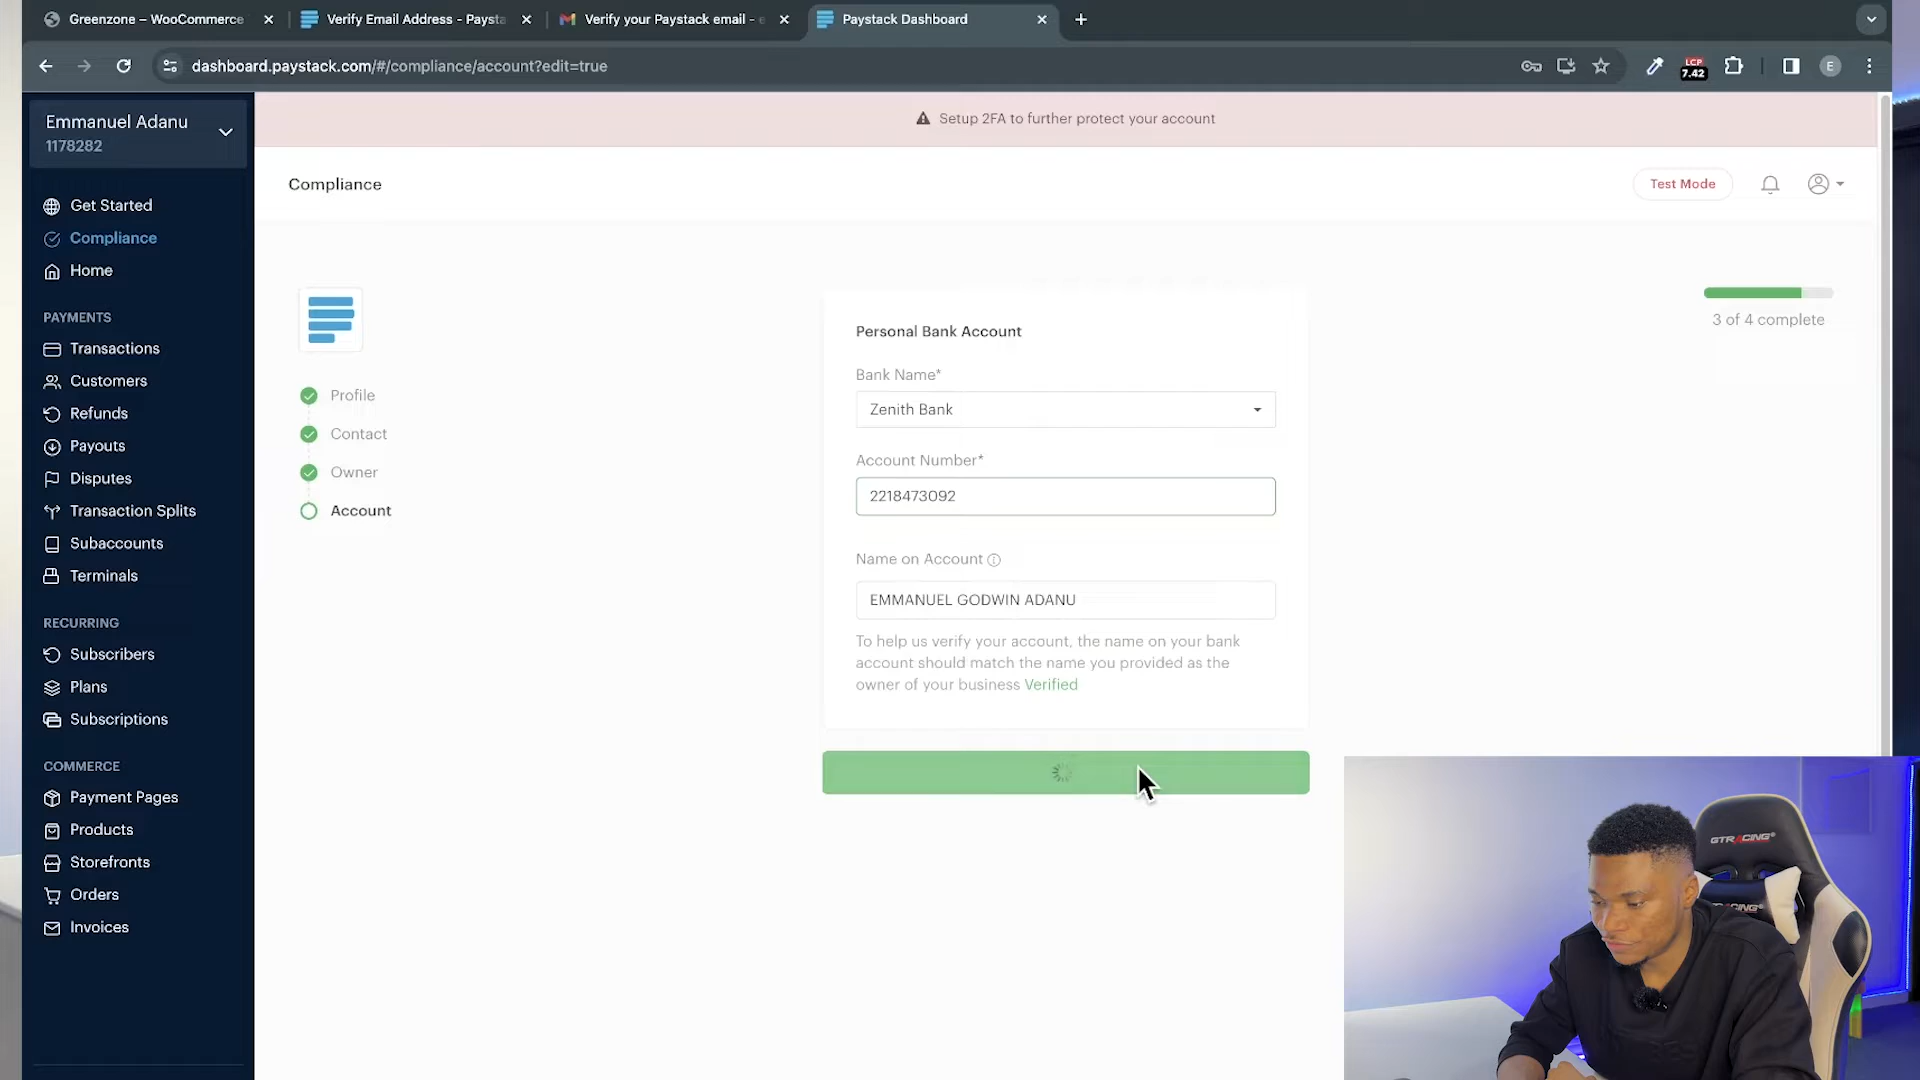 Greenzone – WooCommerce
Verify Email Address - Paysta
Verify your Paystack email - e
Paystack Dashboard
dashboard.paystack.com/#/compliance/account?edit=true
LCP
7.42
E
Emmanuel Adanu
1178282
Setup 2FA to further protect your account
Compliance
Test Mode
Get Started
Compliance
Home
PAYMENTS
Transactions
Customers
Refunds
Payouts
Disputes
Transaction Splits
Subaccounts
Terminals
RECURRING
Subscribers
Plans
Subscriptions
COMMERCE
Payment Pages
Products
Storefronts
Orders
Invoices
Profile
Contact
Owner
Account
Personal Bank Account
Bank Name*
Zenith Bank
Account Number*
2218473092
Name on Account
EMMANUEL GODWIN ADANU
To help us verify your account, the name on your bank
account should match the name you provided as the
owner of your business Verified
3 of 4 complete
GTRACING
GTRACING